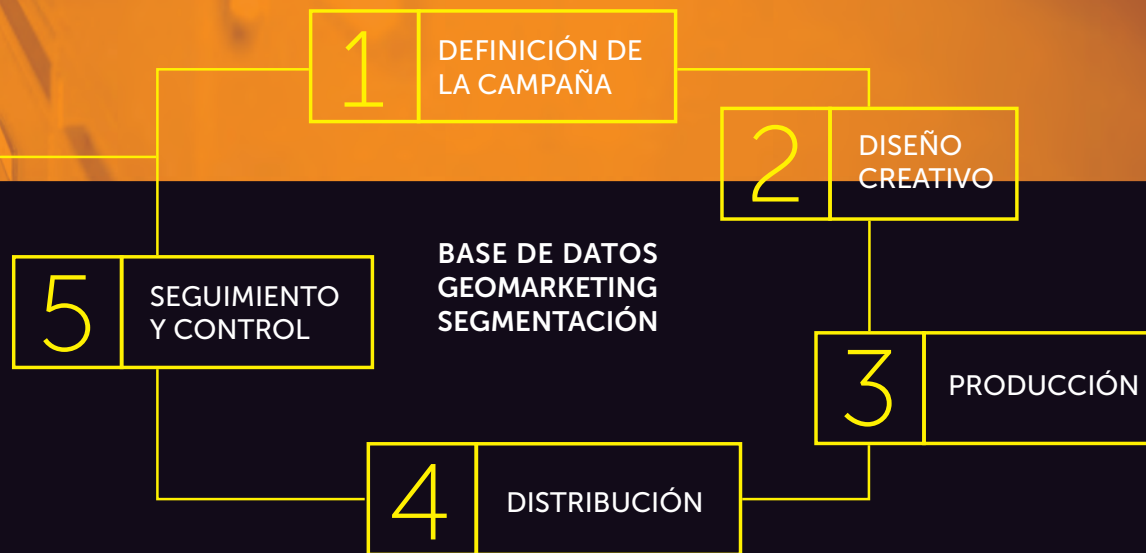 1
DEFINICIÓN DE
LA CAMPAÑA
2
DISEÑO
CREATIVO
BASE DE DATOS
GEOMARKETING
SEGMENTACIÓN
5
SEGUIMIENTO
Y CONTROL
3
PRODUCCIÓN
4
DISTRIBUCIÓN